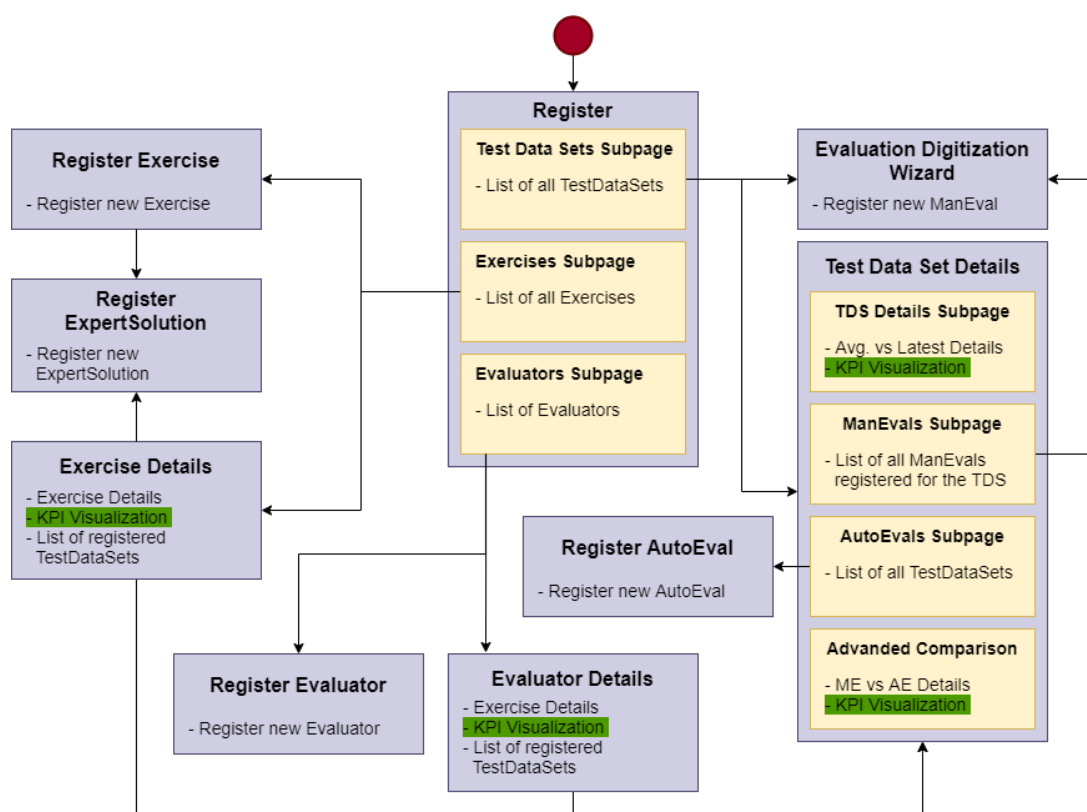 Register
Test Data Sets Subpage
- List of all TestDataSets
Exercises Subpage
- List of all Exercises
Evaluators Subpage
- List of Evaluators
Register Exercise
- Register new Exercise
Register
ExpertSolution
- Register new
ExpertSolution
Exercise Details
- Exercise Details
- KPI Visualization
- List of registered
TestDataSets
Evaluation Digitization
Wizard
- Register new ManEval
Test Data Set Details
TDS Details Subpage
- Avg. vs Latest Details
- KPI Visualization
ManEvals Subpage
- List of all ManEvals
registered for the TDS
AutoEvals Subpage
- List of all TestDataSets
Advanded Comparison
- ME vs AE Details
- KPI Visualization
Register AutoEval
- Register new AutoEval
Register Evaluator
- Register new Evaluator
Evaluator Details
- Exercise Details
- KPI Visualization
- List of registered
TestDataSets